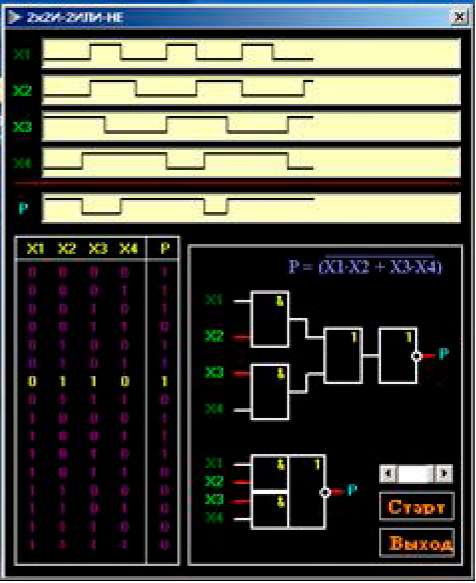 2x2И-2ИЛИ-НЕ
X1
X2
X3
X4
P
X1 X2 X3 X4 P
0 0 0 0 1
0 0 0 1 1
0 0 1 0 1
0 0 1 1 0
0 1 0 0 1
0 1 0 1 1
0 1 1 0 1
0 1 1 1 0
1 0 0 0 1
1 0 0 1 1
1 0 1 0 1
1 0 1 1 0
1 1 0 0 0
1 1 0 1 0
1 1 1 0 0
1 1 1 1 0
P = (X1·X2 + X3·X4)
X1
&
X2
1
1
P
X3
&
X4
X1
&
1
X2
P
X3
&
X4
Старт
Выход